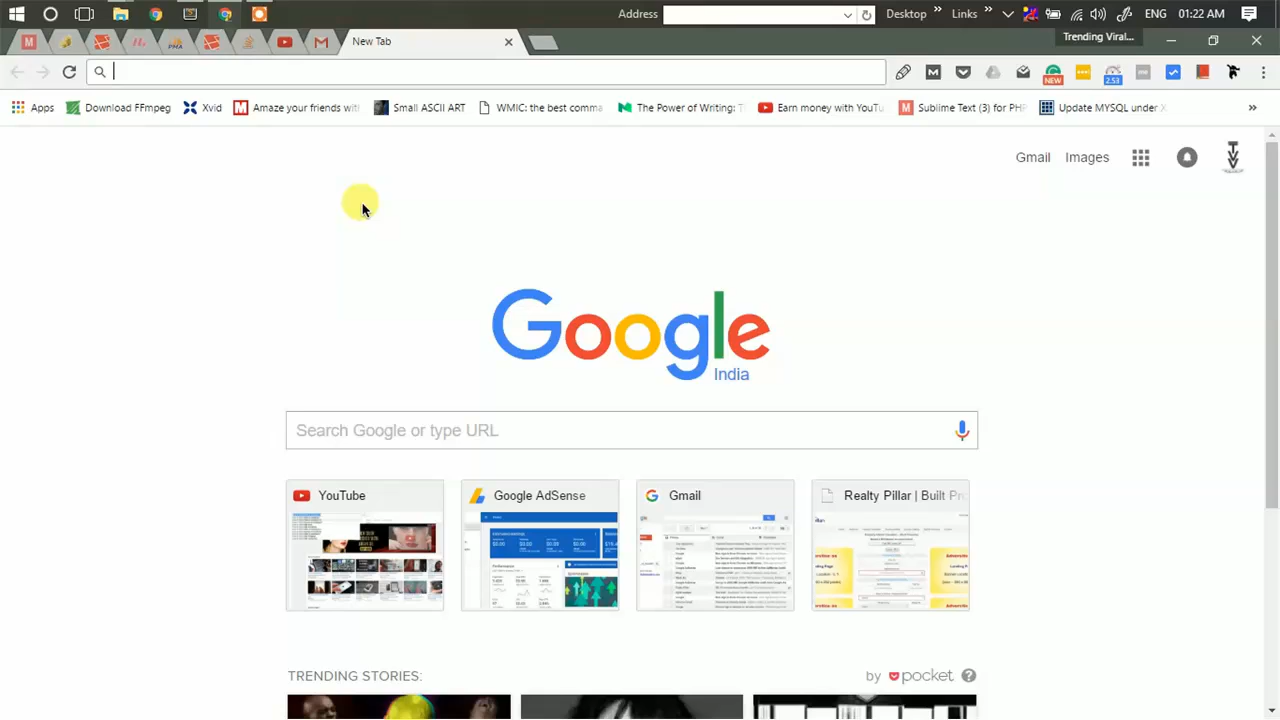 Address
Desktop »
Links »
ENG
01:22 AM
New Tab
Trending Viral...
NEW
2.53
Apps
Download FFmpeg
Xvid
Amaze your friends wit
Small ASCII ART
WMIC: the best comma
The Power of Writing: T
Earn money with YouTu
Sublime Text (3) for PHP
Update MYSQL under X
»
Gmail
Images
Google
India
Search Google or type URL
YouTube
Google AdSense
Gmail
Realty Pillar | Built Pr
TRENDING STORIES:
by pocket ?